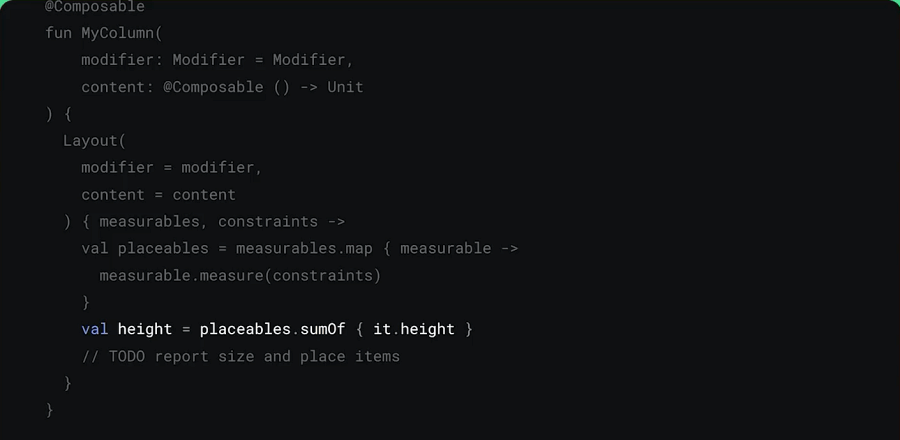 @Composable
fun MyColumn(
    modifier: Modifier = Modifier,
    content: @Composable () -> Unit
) {
  Layout(
    modifier = modifier,
    content = content
  ) { measurables, constraints ->
    val placeables = measurables.map { measurable ->
      measurable.measure(constraints)
    }
    val height = placeables.sumOf { it.height }
    // TODO report size and place items
  }
}